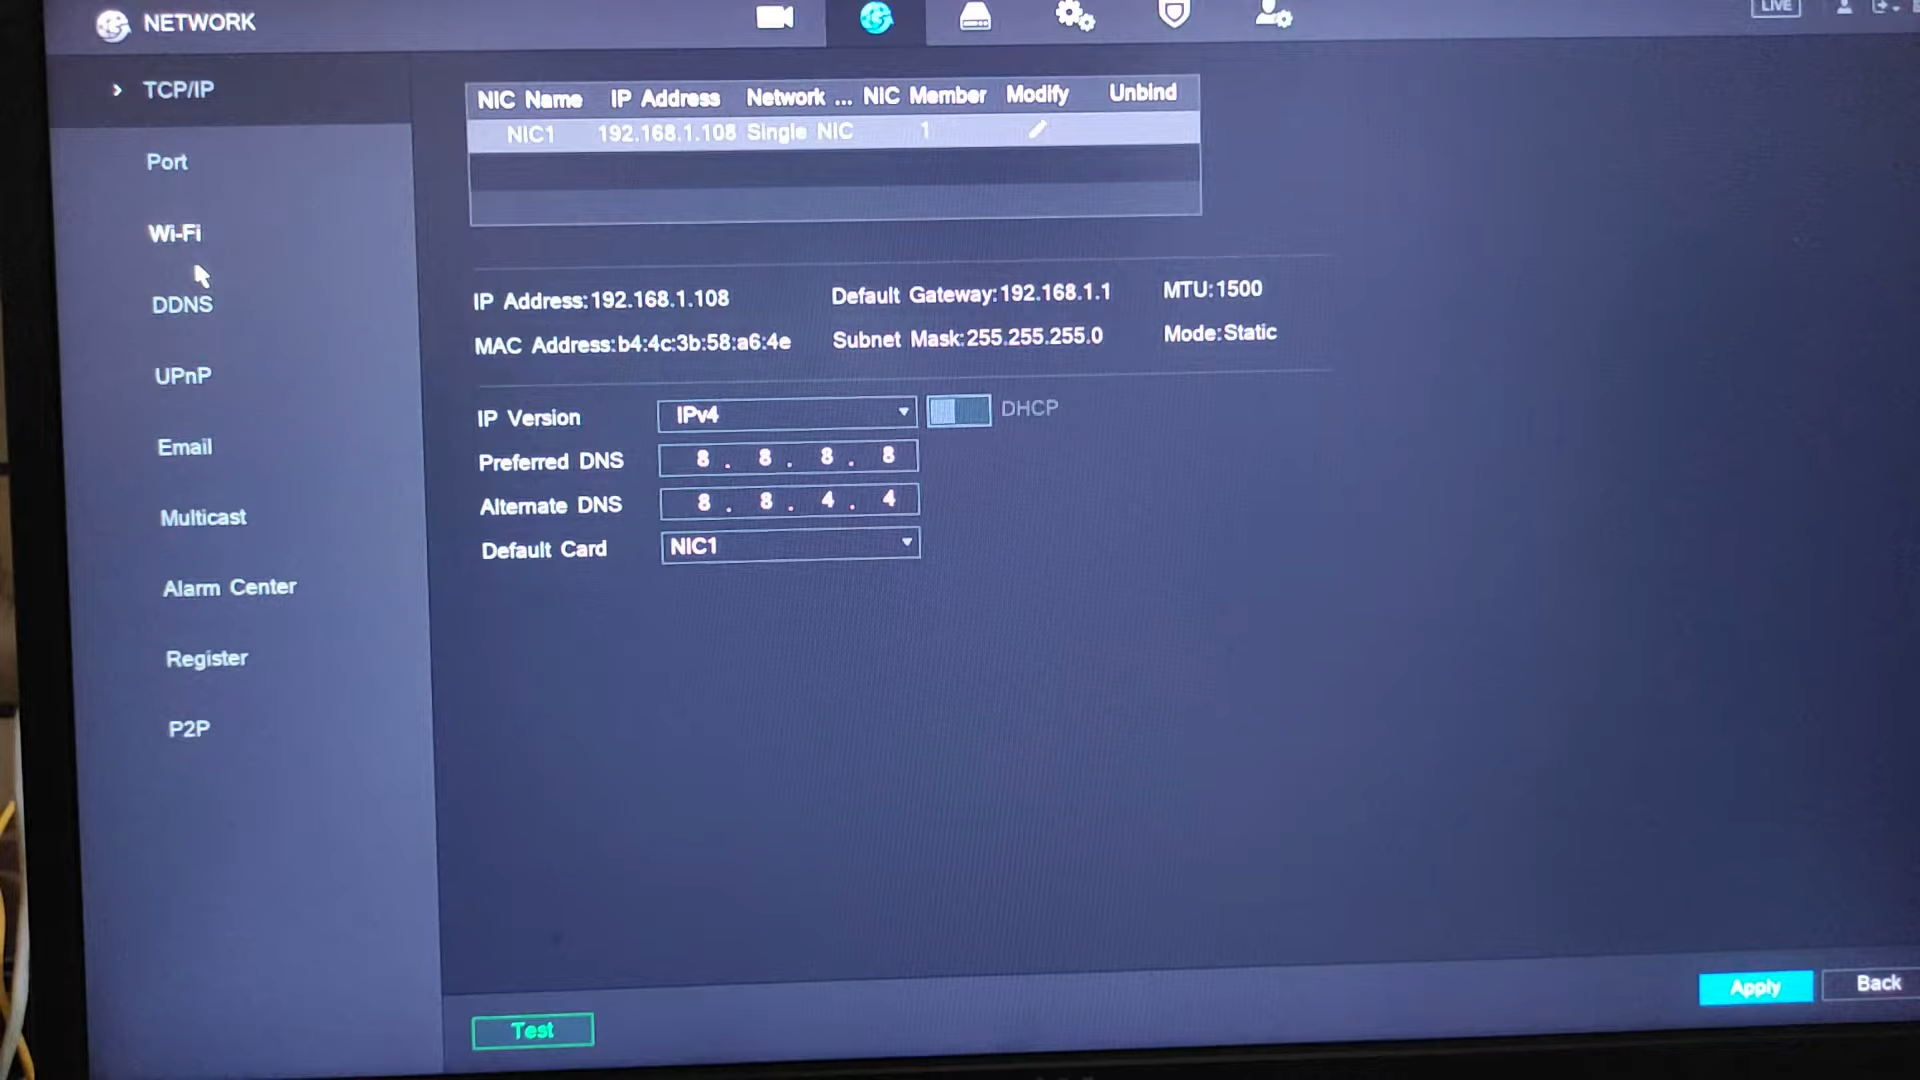 NETWORK
LIVE
TCP/IP
Port
Wi-Fi
DDNS
UPnP
Email
Multicast
Alarm Center
Register
P2P
NIC Name IP Address Network ... NIC Member Modify Unbind
NIC1 192.168.1.108 Single NIC 1
IP Address:192.168.1.108 Default Gateway:192.168.1.1 MTU:1500
MAC Address:b4:4c:3b:58:a6:4e Subnet Mask:255.255.255.0 Mode:Static
IP Version IPv4 DHCP
Preferred DNS 8 . 8 . 8 . 8
Alternate DNS 8 . 8 . 4 . 4
Default Card NIC1
Apply Back
Test